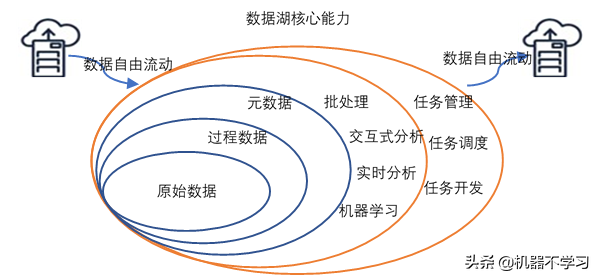 数据湖核心能力
数据自由流动
数据自由流动
元数据
批处理
任务管理
过程数据
交互式分析
任务调度
原始数据
实时分析
任务开发
机器学习
头条 @机器不学习